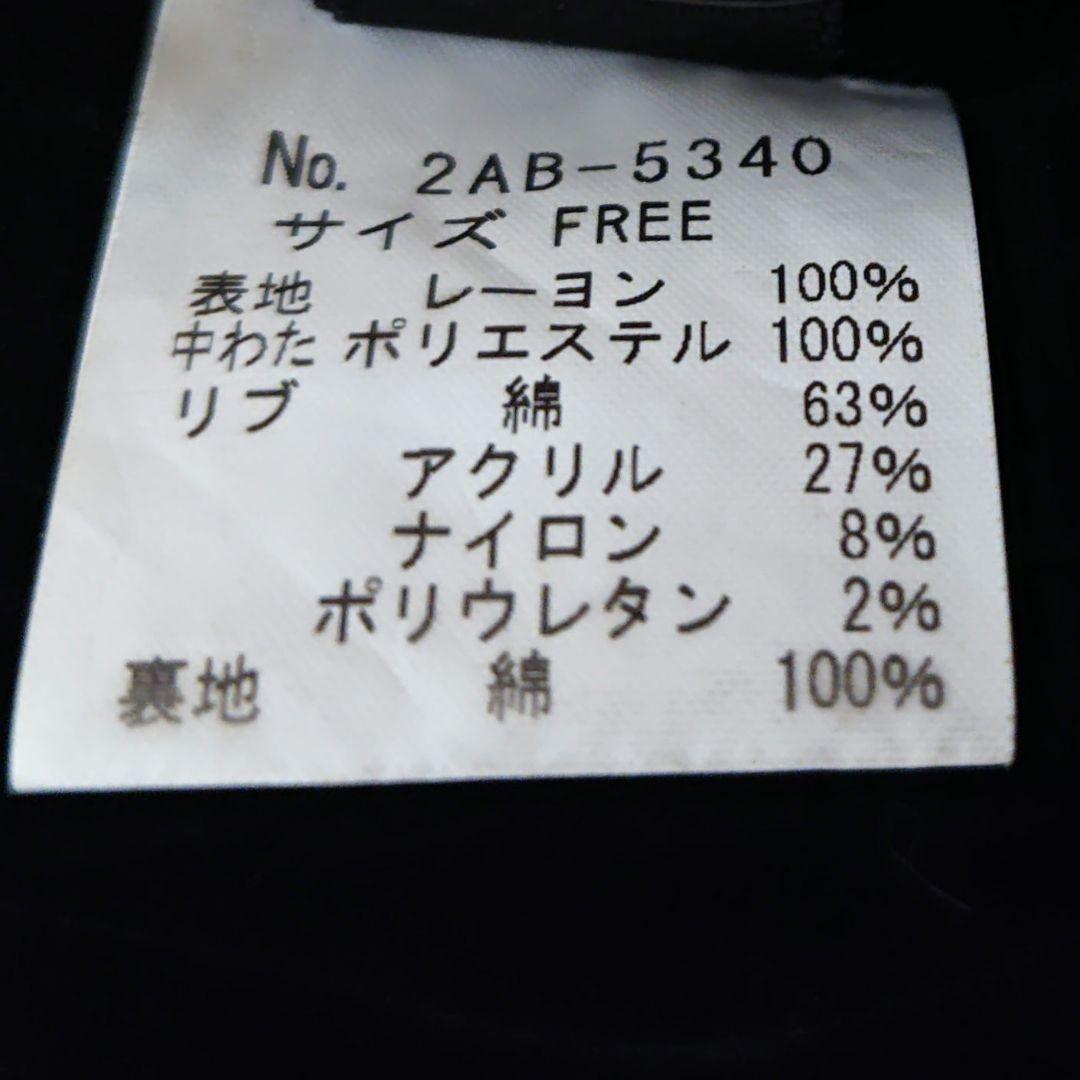 No. 2AB-5340
サイズ FREE
表地 レーヨン 100%
中わた ポリエステル 100%
リブ 綿 63%
アクリル 27%
ナイロン 8%
ポリウレタン 2%
裏地 綿 100%